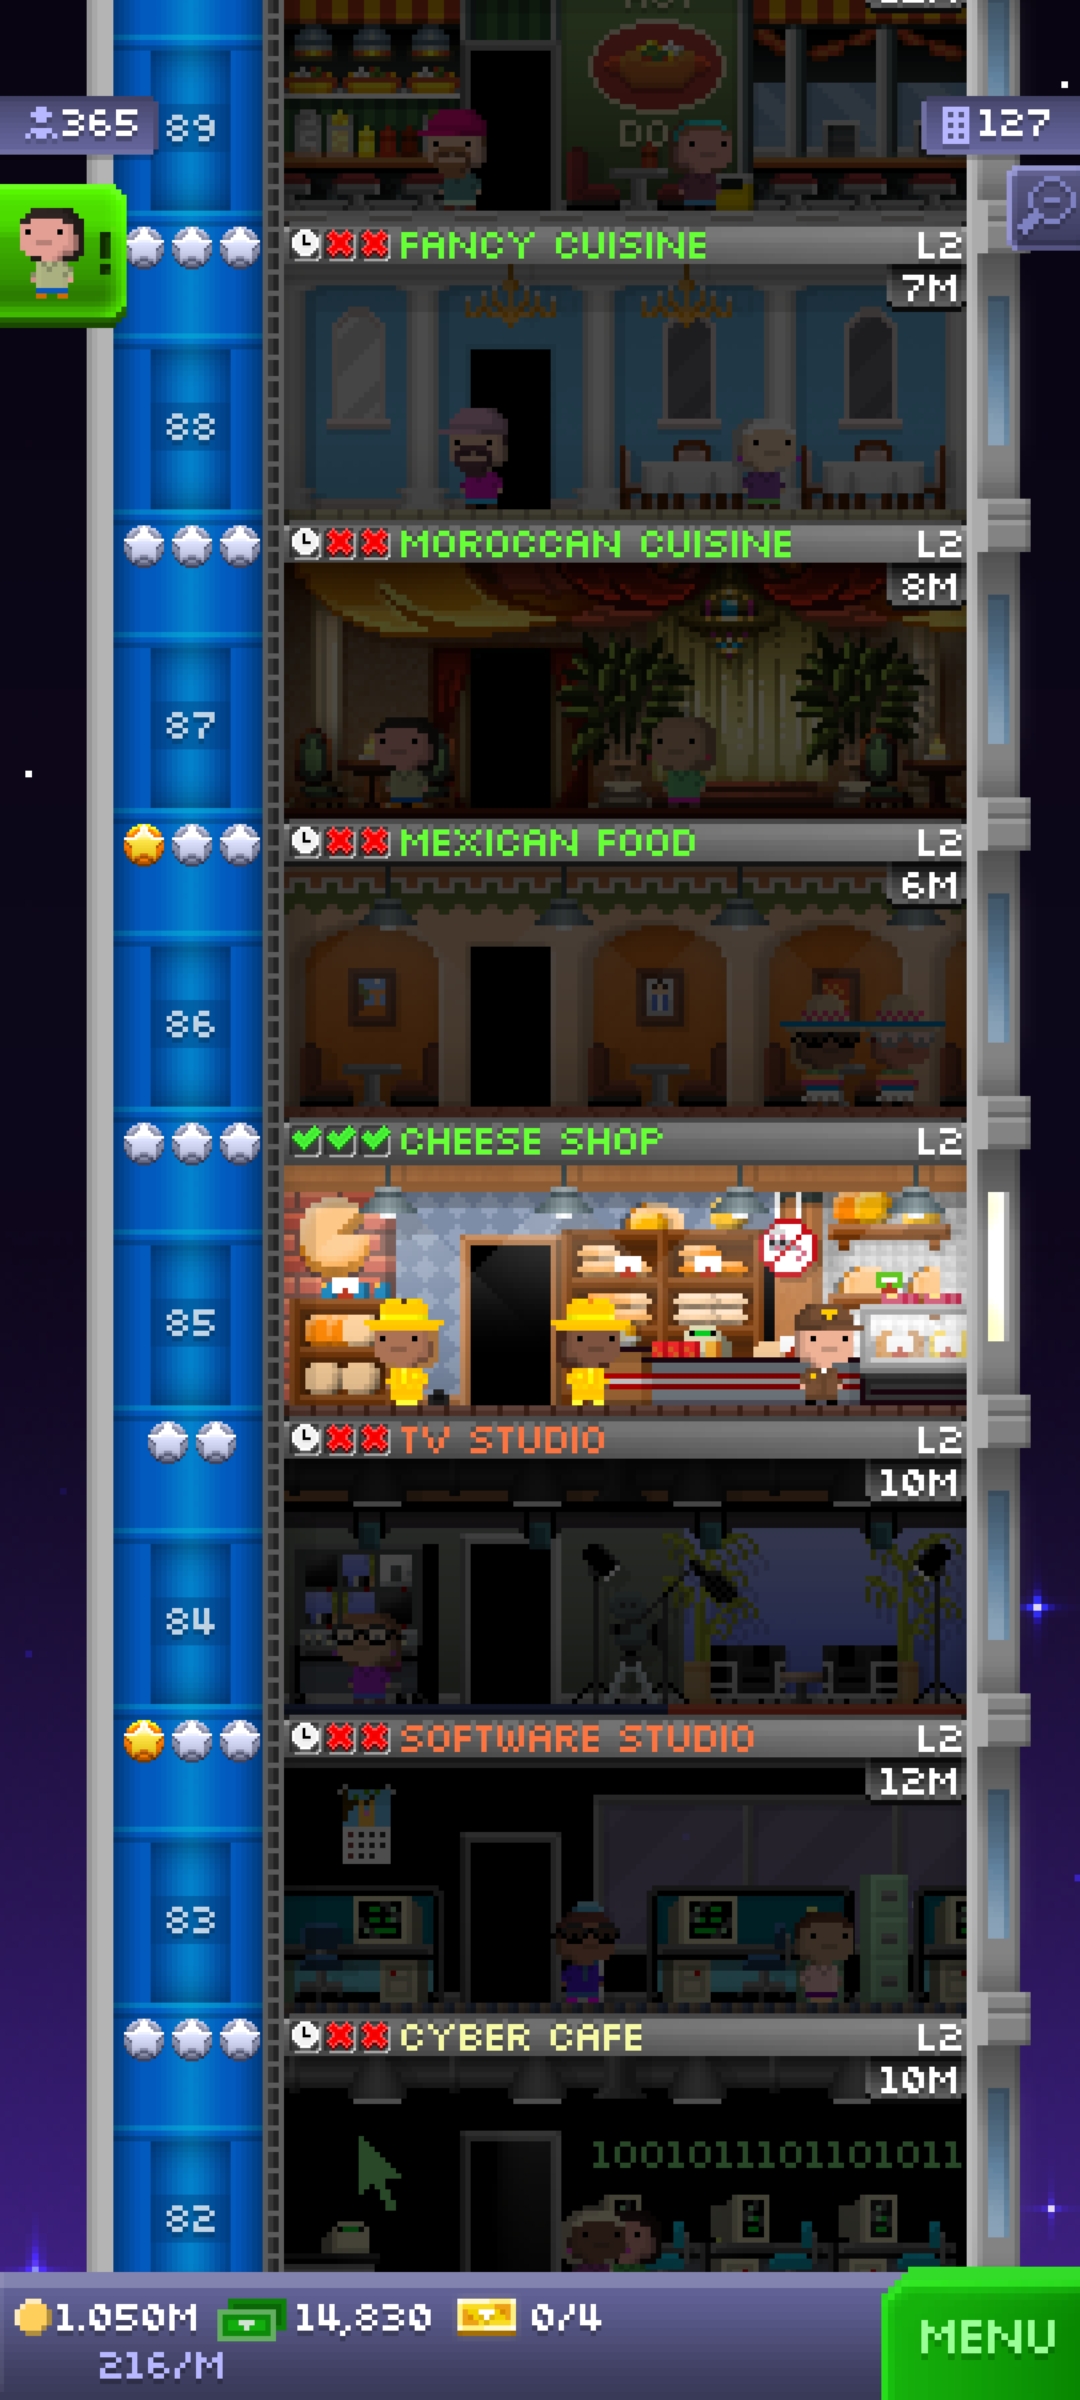 365
89
127
HOT
DO
FANCY CUISINE L2
7M
88
MOROCCAN CUISINE L2
8M
87
MEXICAN FOOD L2
6M
86
CHEESE SHOP L2
85
TV STUDIO L2
10M
84
SOFTWARE STUDIO L2
12M
83
CYBER CAFE L2
10M
1001011101101011
82
1.050M 14,830 0/4
216/M
MENU